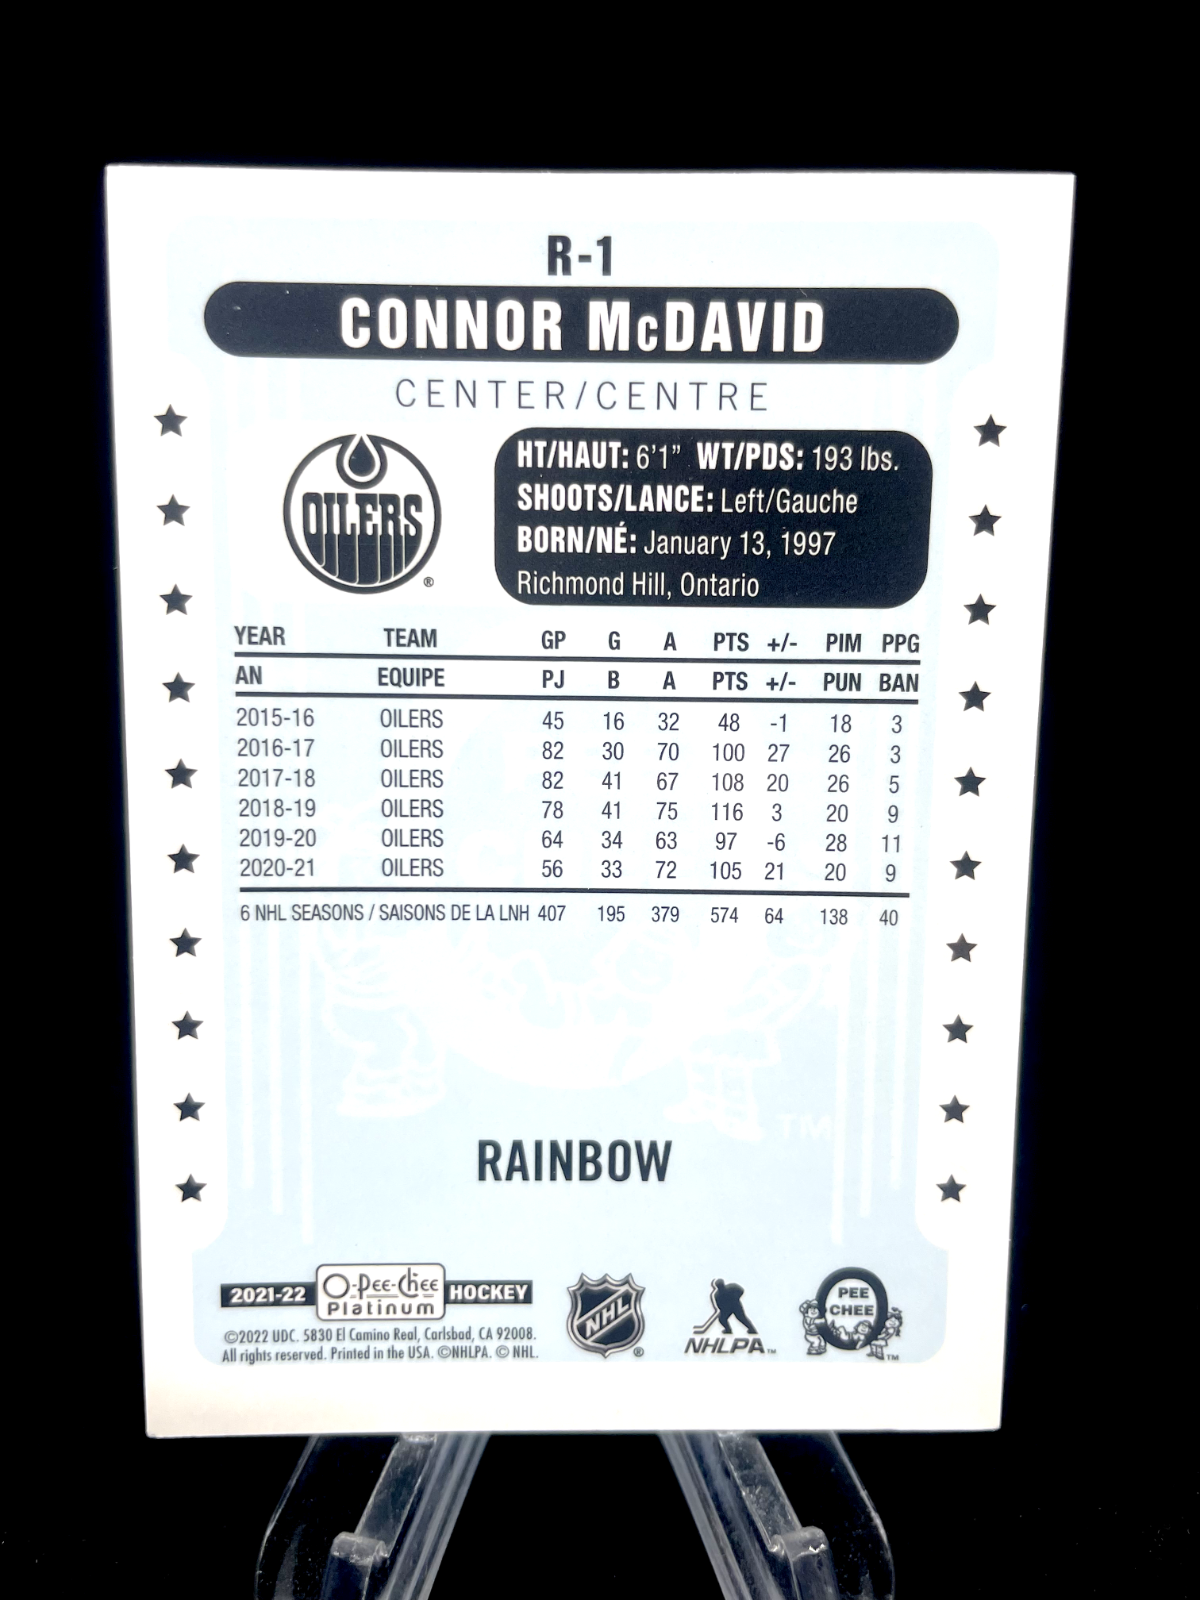 R-1
CONNOR McDAVID
CENTER/CENTRE
OILERS ®
HT/HAUT: 6'1" WT/PDS: 193 lbs.
SHOOTS/LANCE: Left/Gauche
BORN/NÉ: January 13, 1997
Richmond Hill, Ontario
YEAR TEAM GP G A PTS +/- PIM PPG
AN EQUIPE PJ B A PTS +/- PUN BAN
2015-16 OILERS 45 16 32 48 -1 18 3
2016-17 OILERS 82 30 70 100 27 26 3
2017-18 OILERS 82 41 67 108 20 26 5
2018-19 OILERS 78 41 75 116 3 20 9
2019-20 OILERS 64 34 63 97 -6 28 11
2020-21 OILERS 56 33 72 105 21 20 9
6 NHL SEASONS / SAISONS DE LA LNH 407 195 379 574 64 138 40
TM
RAINBOW
2021-22 O-Pee-Chee Platinum HOCKEY
©2022 UDC. 5830 El Camino Real, Carlsbad, CA 92008.
All rights reserved. Printed in the USA. ©NHLPA. © NHL.
NHL ®
NHLPA ™
PEE
CHEE
TM